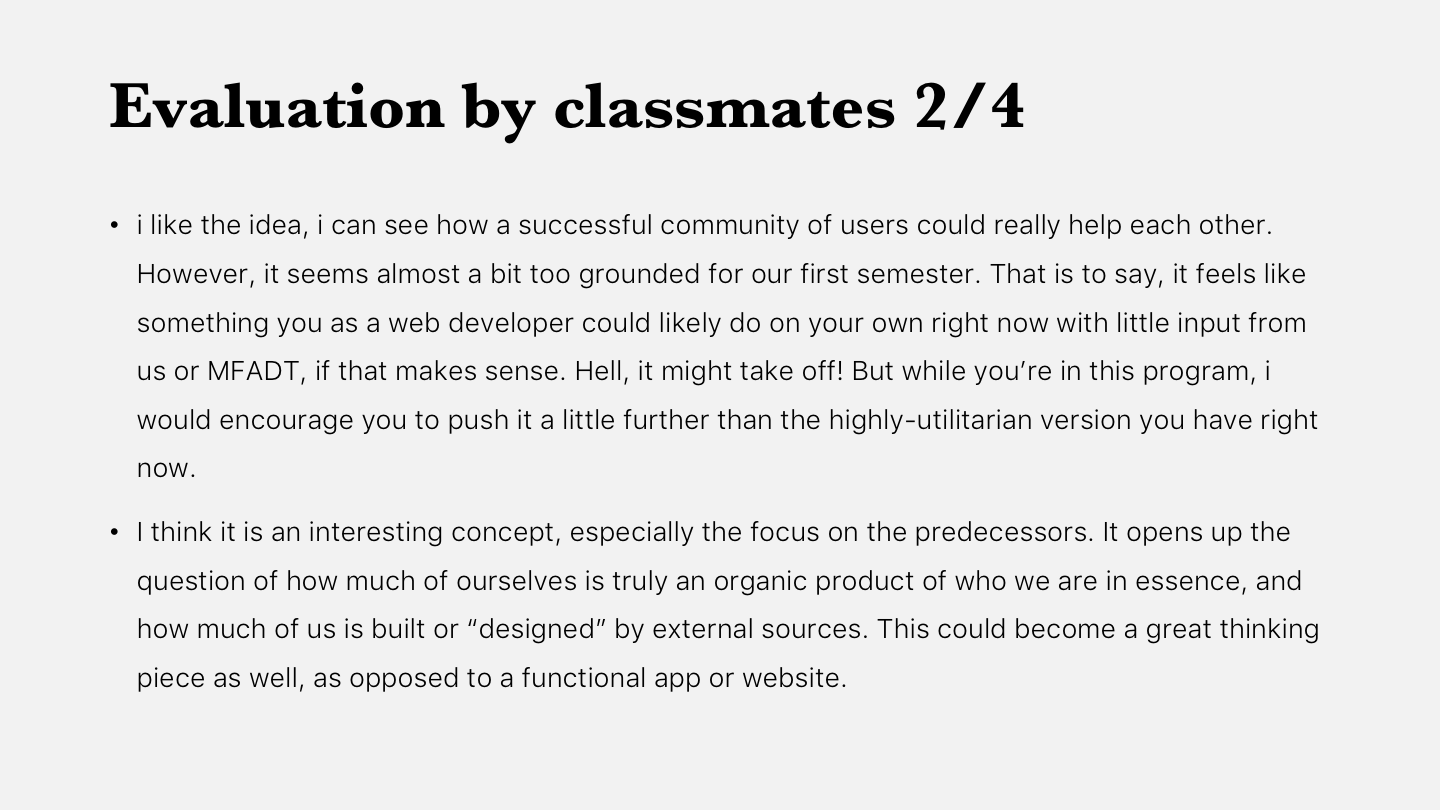 Evaluation by classmates 2/4
• i like the idea, i can see how a successful community of users could really help each other.
However, it seems almost a bit too grounded for our first semester. That is to say, it feels like
something you as a web developer could likely do on your own right now with little input from
us or MFADT, if that makes sense. Hell, it might take off! But while you’re in this program, i
would encourage you to push it a little further than the highly-utilitarian version you have right
now.
• I think it is an interesting concept, especially the focus on the predecessors. It opens up the
question of how much of ourselves is truly an organic product of who we are in essence, and
how much of us is built or “designed” by external sources. This could become a great thinking
piece as well, as opposed to a functional app or website.